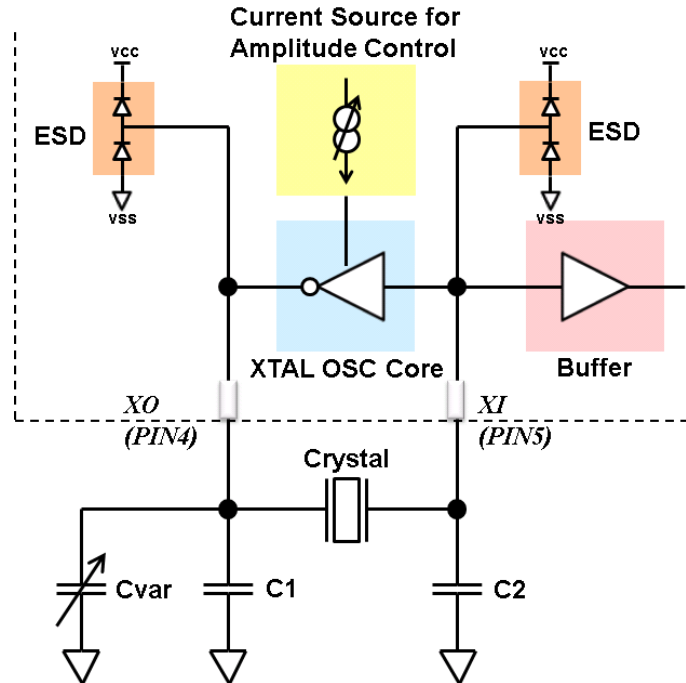 Current Source for
Amplitude Control
vcc
vcc
ESD
ESD
vss
vss
XTAL OSC Core
Buffer
XO
(PIN4)
XI
(PIN5)
Crystal
Cvar
C1
C2